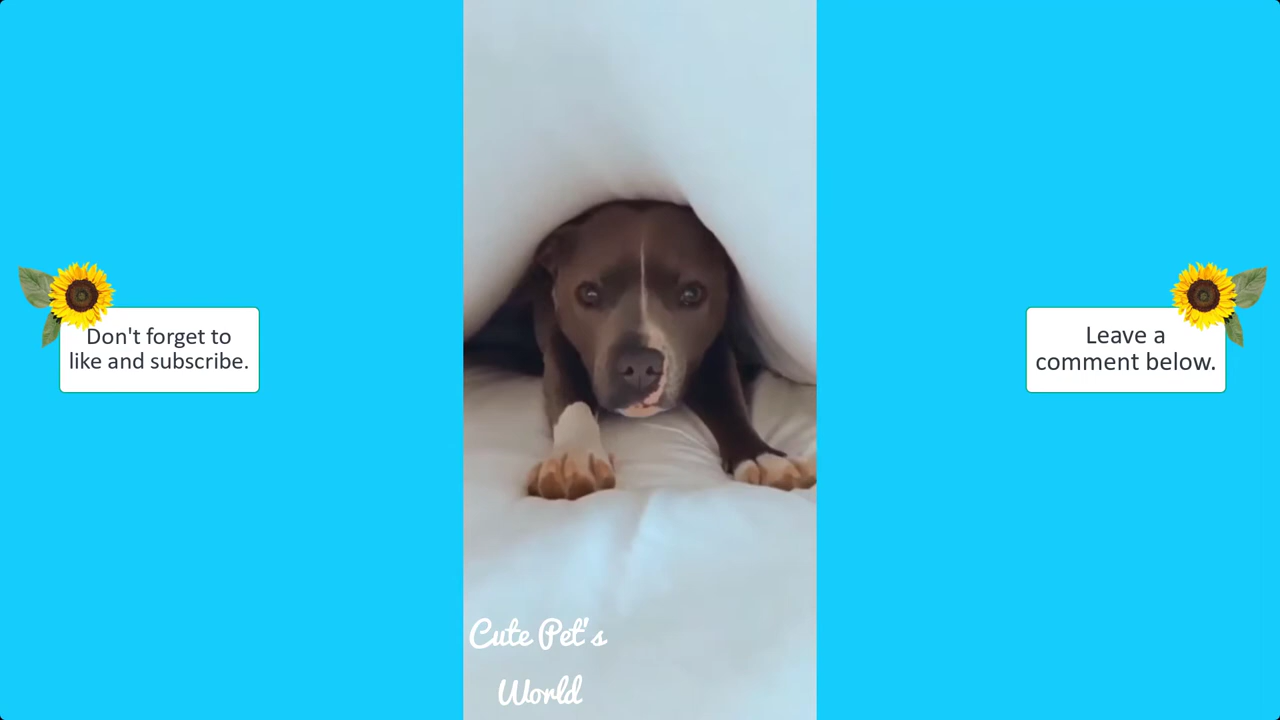 Don't forget to
like and subscribe.
Leave a
comment below.
Cute Pet's
World